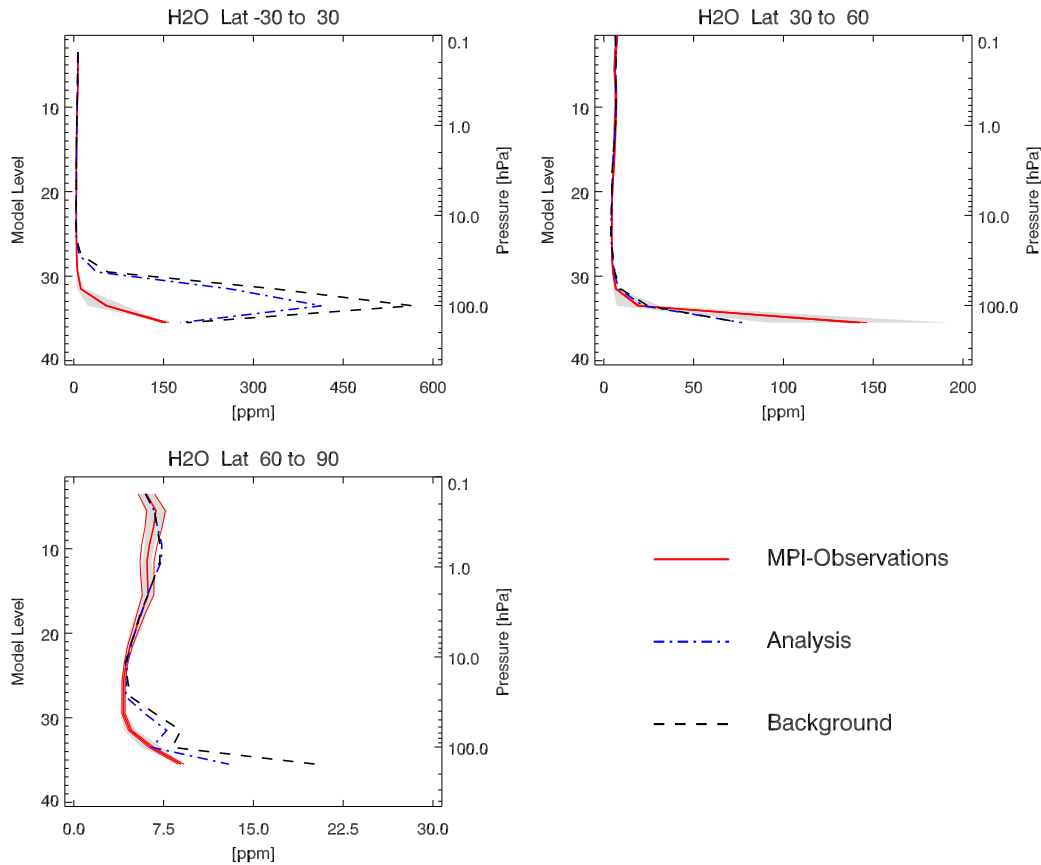 H2O Lat -30 to 30
Model Level
10
20
30
40
0.1
1.0
10.0
100.0
Pressure [hPa]
0 150 300 450 600
[ppm]
H2O Lat 30 to 60
Model Level
10
20
30
40
0.1
1.0
10.0
100.0
Pressure [hPa]
0 50 100 150 200
[ppm]
H2O Lat 60 to 90
Model Level
10
20
30
40
0.1
1.0
10.0
100.0
Pressure [hPa]
0.0 7.5 15.0 22.5 30.0
[ppm]
MPI-Observations
Analysis
Background